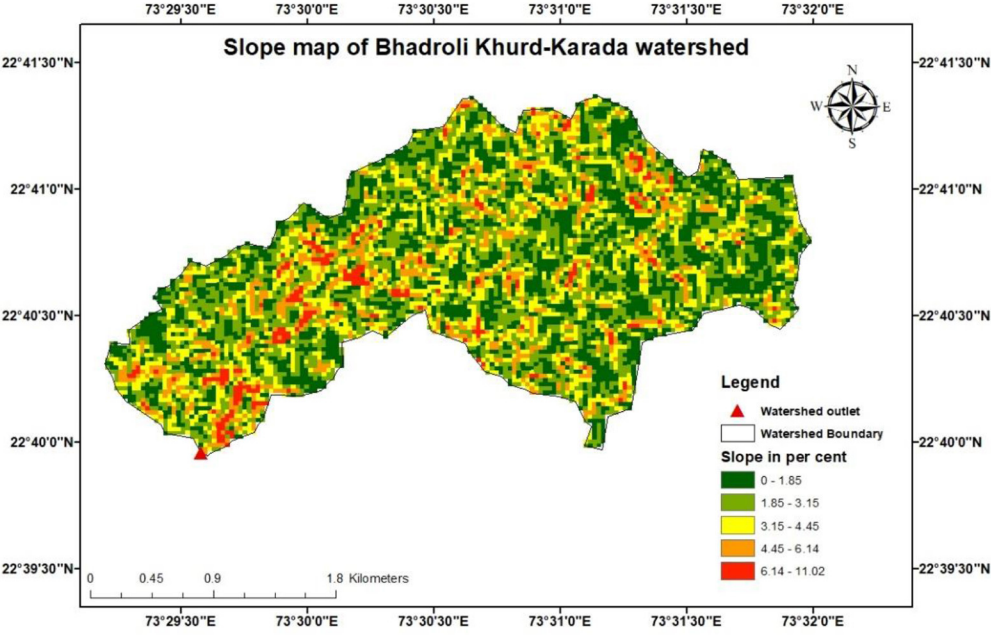 73°29'30"E 73°30'0"E 73°30'30"E 73°31'0"E 73°31'30"E 73°32'0"E
Slope map of Bhadroli Khurd-Karada watershed
22°41'30"N 22°41'30"N
N
W E
S
22°41'0"N 22°41'0"N
22°40'30"N 22°40'30"N
Legend
Watershed outlet
Watershed Boundary
22°40'0"N 22°40'0"N
Slope in per cent
0 - 1.85
1.85 - 3.15
3.15 - 4.45
4.45 - 6.14
6.14 - 11.02
22°39'30"N 22°39'30"N
0 0.45 0.9 1.8 Kilometers
73°29'30"E 73°30'0"E 73°30'30"E 73°31'0"E 73°31'30"E 73°32'0"E